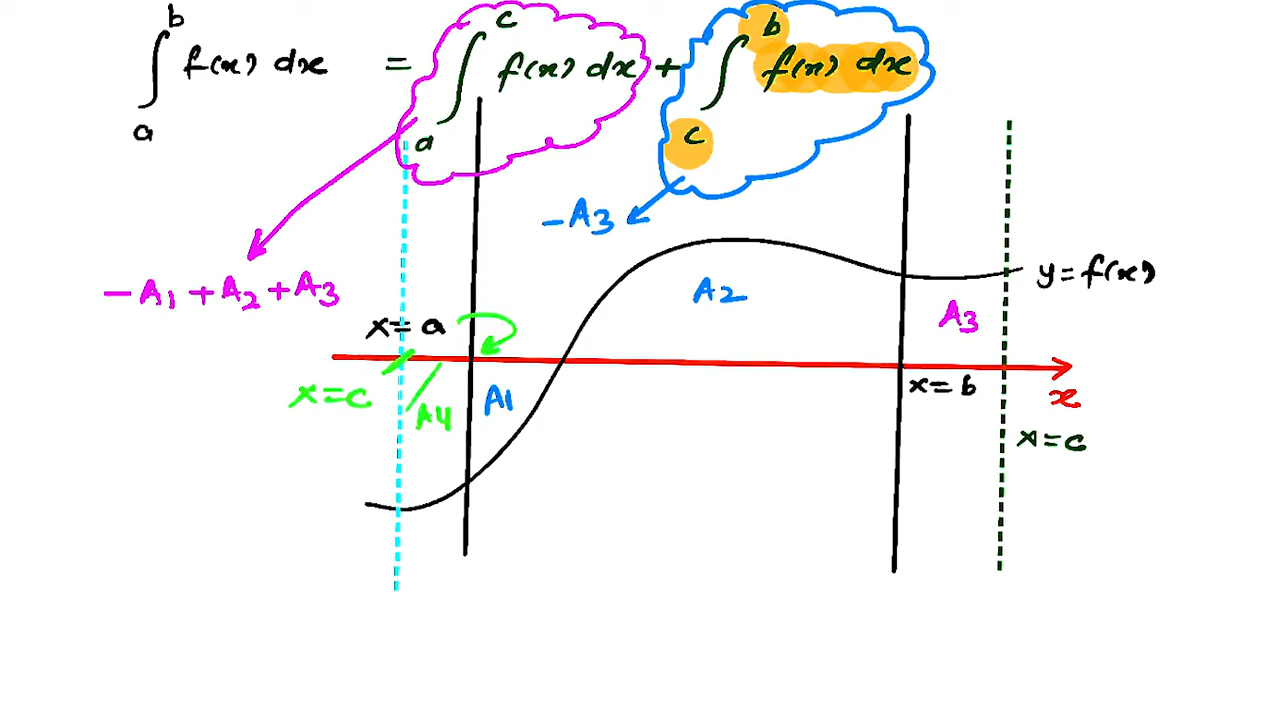 ∫_a^b f(x) dx = ∫_a^c f(x) dx + ∫_c^b f(x) dx
-A3
-A1 + A2 + A3
y = f(x)
A2
A3
x = a
x = c
A4
A1
x = b
x
x = c